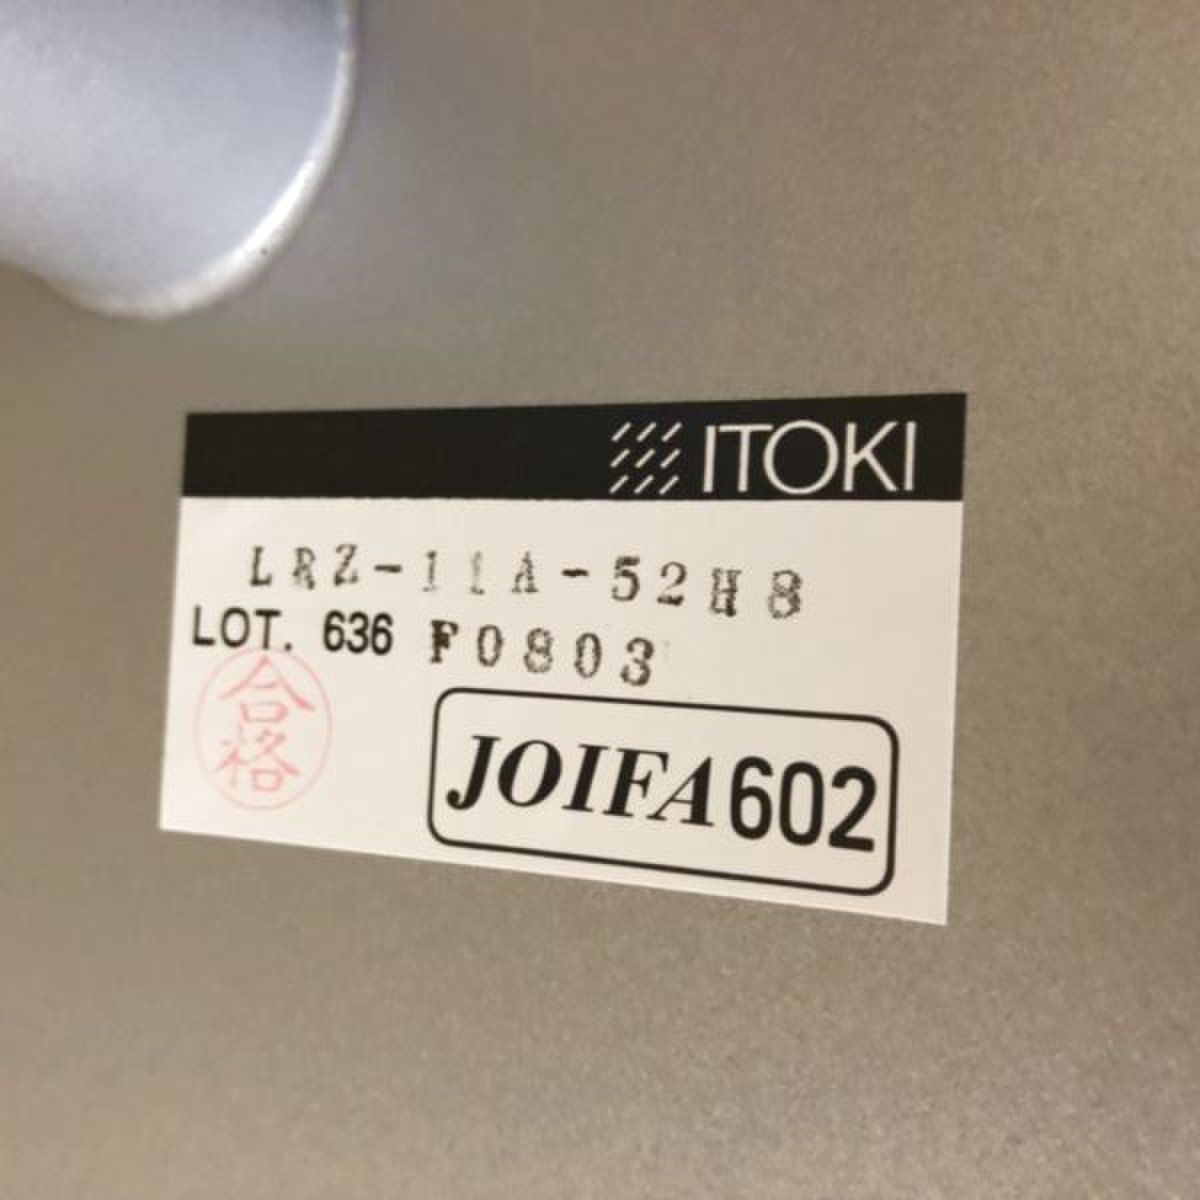 ITOKI
LRZ-11A-52H8
LOT. 636 F0803
合格
JOIFA602